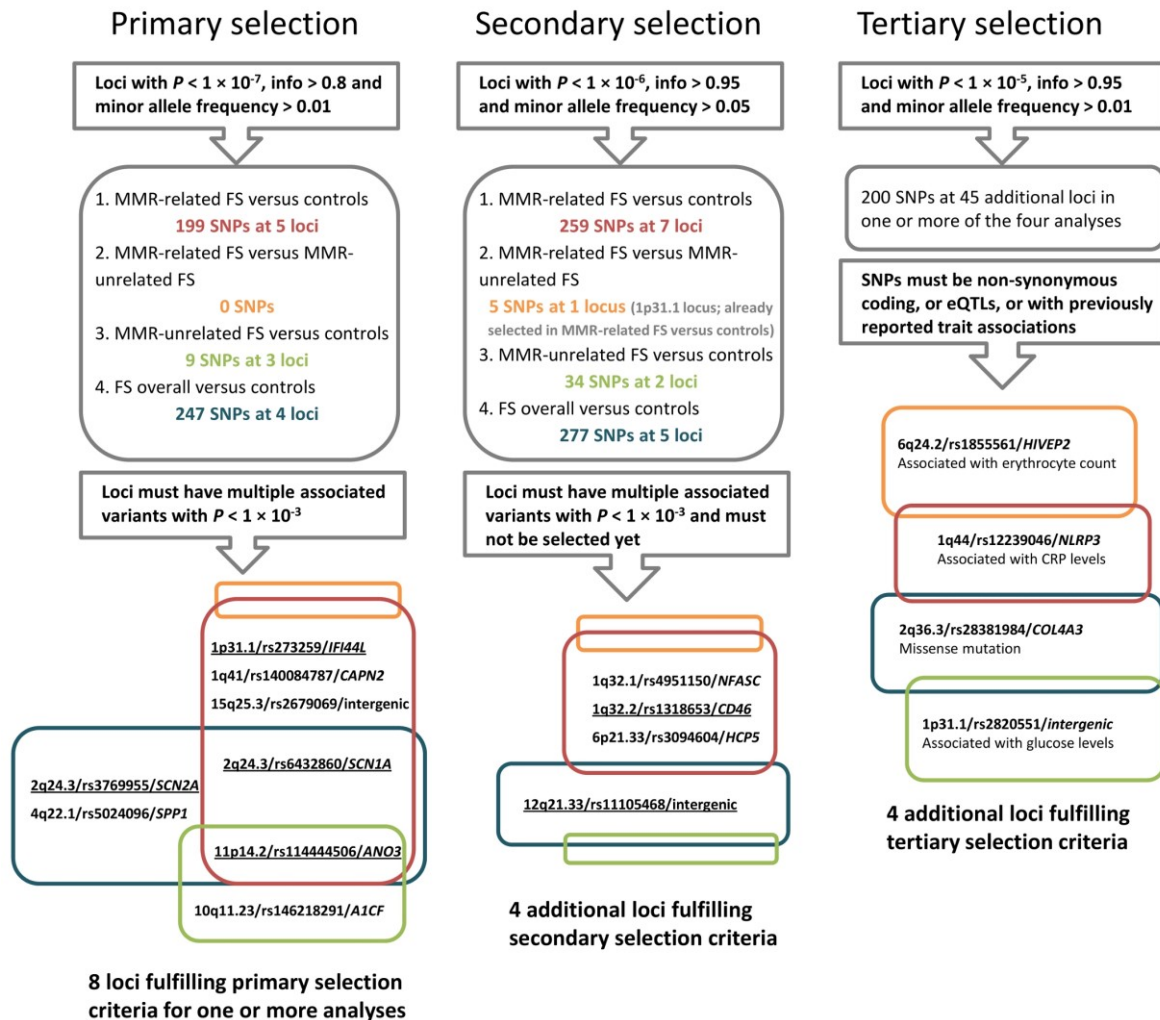 Primary selection
Loci with P < 1 × 10⁻⁷, info > 0.8 and
minor allele frequency > 0.01
1. MMR-related FS versus controls
199 SNPs at 5 loci
2. MMR-related FS versus MMR-
unrelated FS
0 SNPs
3. MMR-unrelated FS versus controls
9 SNPs at 3 loci
4. FS overall versus controls
247 SNPs at 4 loci
Loci must have multiple associated
variants with P < 1 × 10⁻³
1p31.1/rs273259/IFI44L
1q41/rs140084787/CAPN2
15q25.3/rs2679069/intergenic
2q24.3/rs6432860/SCN1A
2q24.3/rs3769955/SCN2A
4q22.1/rs5024096/SPP1
11p14.2/rs114444506/ANO3
10q11.23/rs146218291/A1CF
8 loci fulfilling primary selection
criteria for one or more analyses
Secondary selection
Loci with P < 1 × 10⁻⁶, info > 0.95
and minor allele frequency > 0.05
1. MMR-related FS versus controls
259 SNPs at 7 loci
2. MMR-related FS versus MMR-
unrelated FS
5 SNPs at 1 locus (1p31.1 locus; already
selected in MMR-related FS versus controls)
3. MMR-unrelated FS versus controls
34 SNPs at 2 loci
4. FS overall versus controls
277 SNPs at 5 loci
Loci must have multiple associated
variants with P < 1 × 10⁻³ and must
not be selected yet
1q32.1/rs4951150/NFASC
1q32.2/rs1318653/CD46
6p21.33/rs3094604/HCP5
12q21.33/rs11105468/intergenic
4 additional loci fulfilling
secondary selection criteria
Tertiary selection
Loci with P < 1 × 10⁻⁵, info > 0.95
and minor allele frequency > 0.01
200 SNPs at 45 additional loci in
one or more of the four analyses
SNPs must be non-synonymous
coding, or eQTLs, or with previously
reported trait associations
6q24.2/rs1855561/HIVEP2
Associated with erythrocyte count
1q44/rs12239046/NLRP3
Associated with CRP levels
2q36.3/rs28381984/COL4A3
Missense mutation
1p31.1/rs2820551/intergenic
Associated with glucose levels
4 additional loci fulfilling
tertiary selection criteria